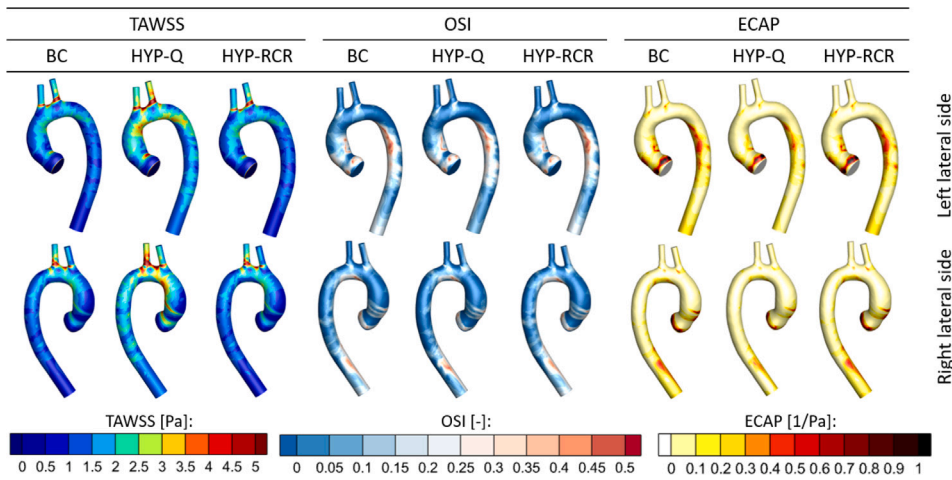 TAWSS OSI ECAP
BC HYP-Q HYP-RCR BC HYP-Q HYP-RCR BC HYP-Q HYP-RCR
Left lateral side
Right lateral side
TAWSS [Pa]: OSI [-]: ECAP [1/Pa]:
0 0.5 1 1.5 2 2.5 3 3.5 4 4.5 5 0 0.05 0.1 0.15 0.2 0.25 0.3 0.35 0.4 0.45 0.5 0 0.1 0.2 0.3 0.4 0.5 0.6 0.7 0.8 0.9 1